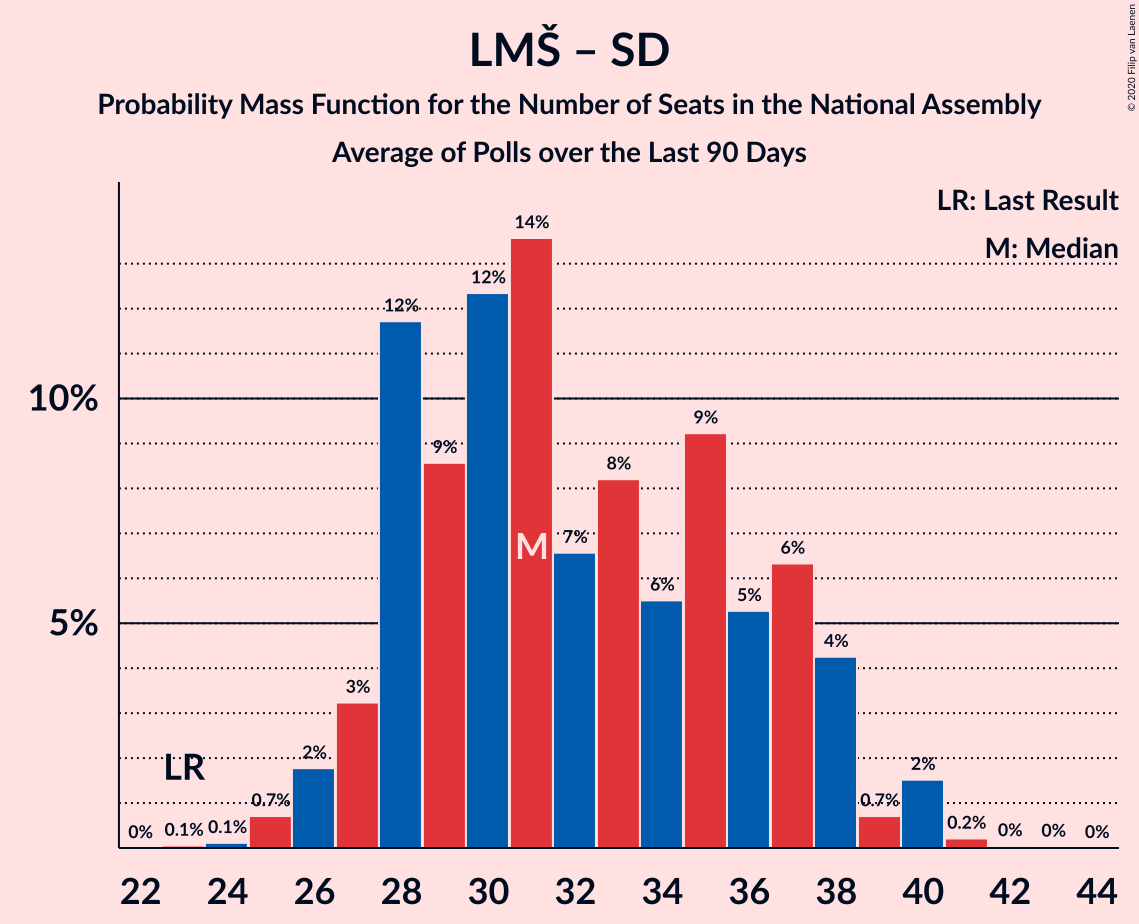 LMŠ – SD
Probability Mass Function for the Number of Seats in the National Assembly
Average of Polls over the Last 90 Days
© 2020 Filip van Laenen
LR: Last Result
M: Median
10%
5%
LR
M
0%
0.1%
0.1%
0.7%
2%
3%
12%
9%
12%
14%
7%
8%
6%
9%
5%
6%
4%
0.7%
2%
0.2%
0%
0%
0%
22 24 26 28 30 32 34 36 38 40 42 44